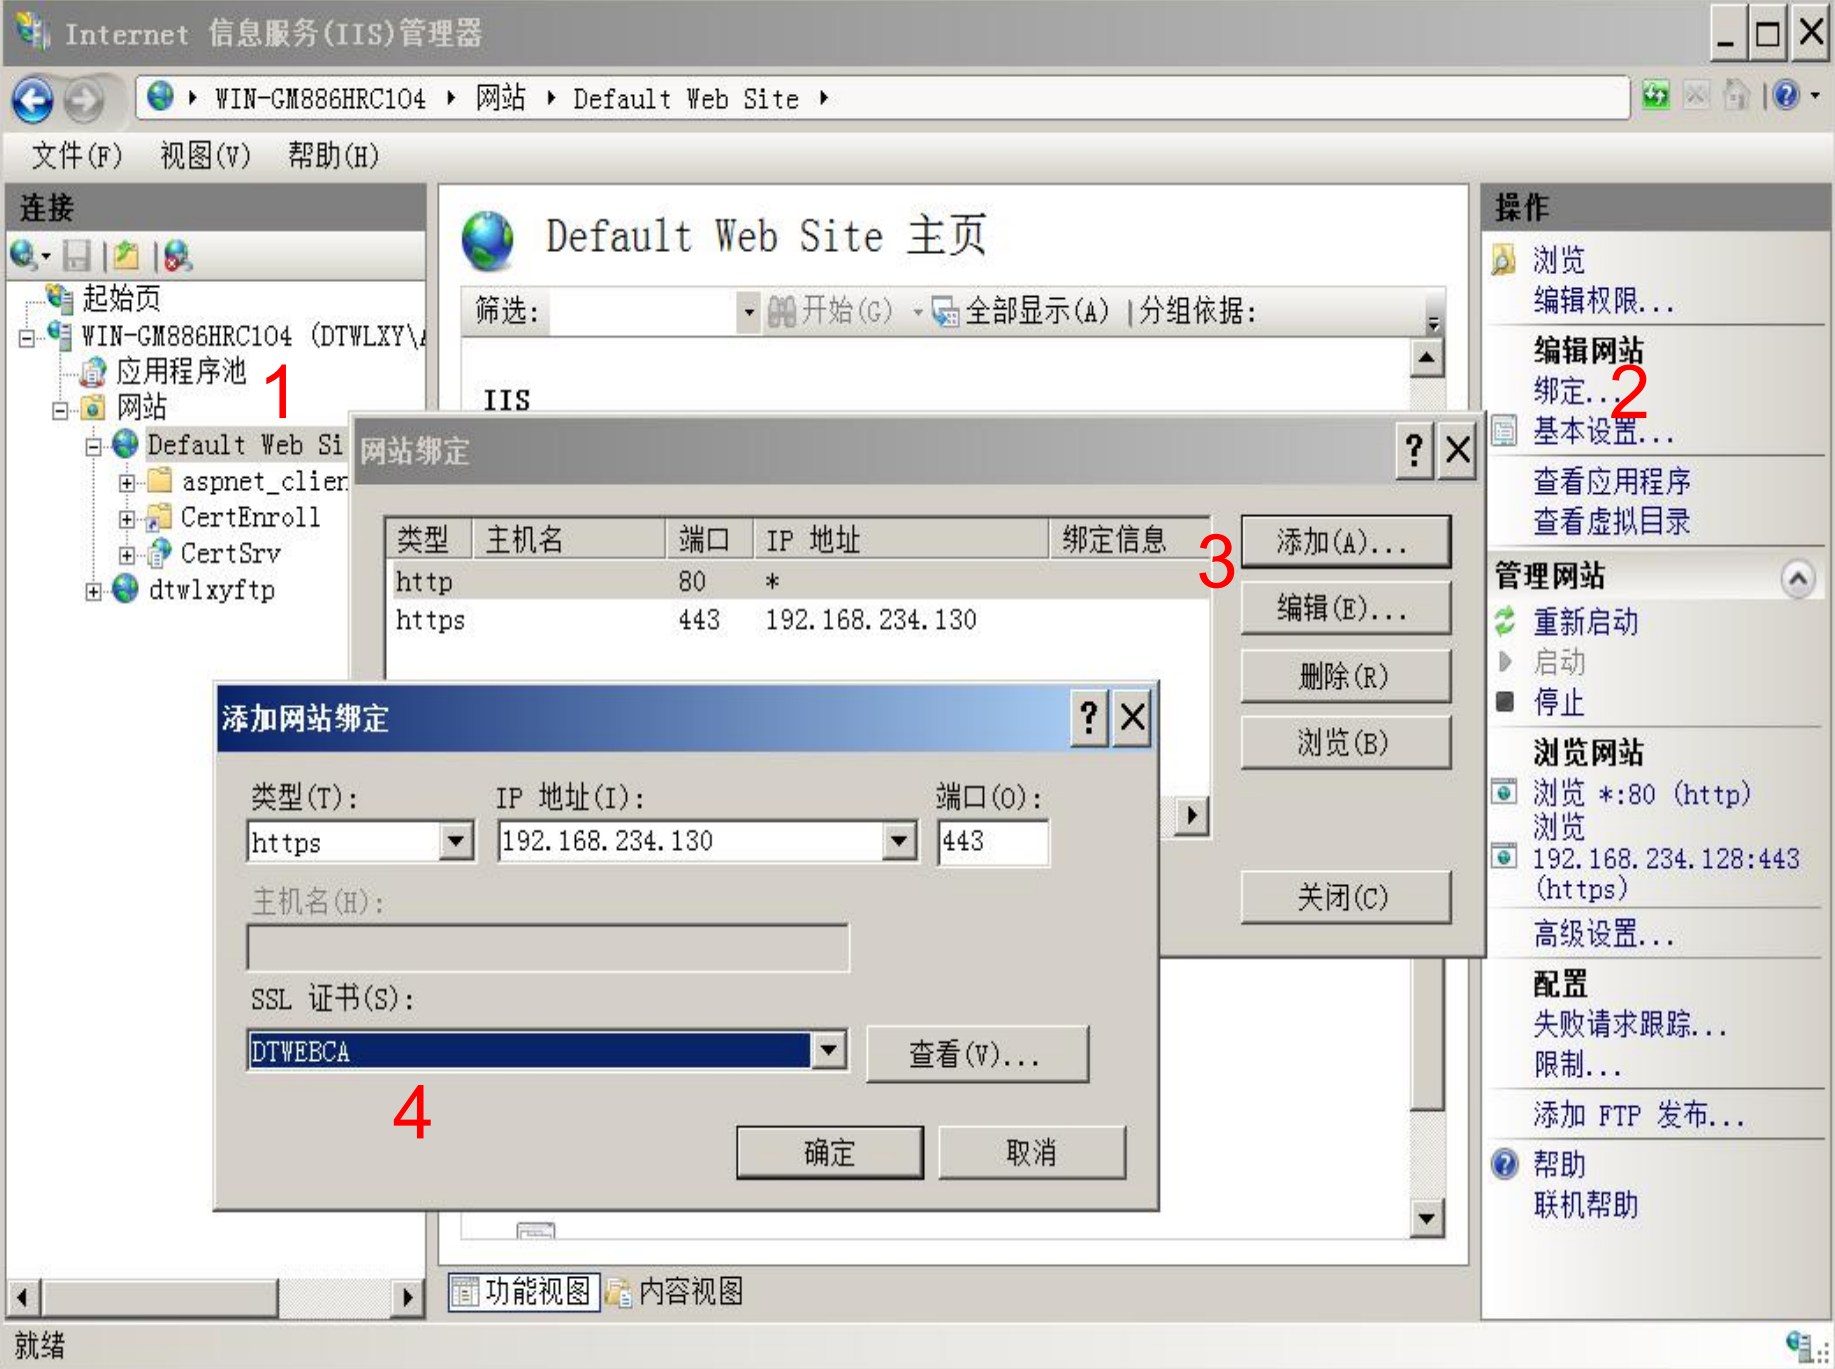 Internet 信息服务(IIS)管理器
WIN-GM886HRC104 网站 Default Web Site
文件(F) 视图(V) 帮助(H)
连接
起始页
WIN-GM886HRC104 (DTWLXY\
应用程序池
1
网站
Default Web Si
aspnet_clien
CertEnroll
CertSrv
dtwlxyftp
Default Web Site 主页
筛选: 开始(G) 全部显示(A) 分组依据:
IIS
网站绑定
类型 主机名 端口 IP 地址 绑定信息
http 80 *
https 443 192.168.234.130
3
添加(A)...
编辑(E)...
删除(R)
浏览(B)
关闭(C)
添加网站绑定
类型(T): IP 地址(I): 端口(O):
https 192.168.234.130 443
主机名(H):
SSL 证书(S):
DTWEBCA 查看(V)...
4
确定 取消
功能视图 内容视图
操作
浏览
编辑权限...
编辑网站
绑定...
2
基本设置...
查看应用程序
查看虚拟目录
管理网站
重新启动
启动
停止
浏览网站
浏览 *:80 (http)
浏览
192.168.234.128:443
(https)
高级设置...
配置
失败请求跟踪...
限制...
添加 FTP 发布...
帮助
联机帮助
就绪